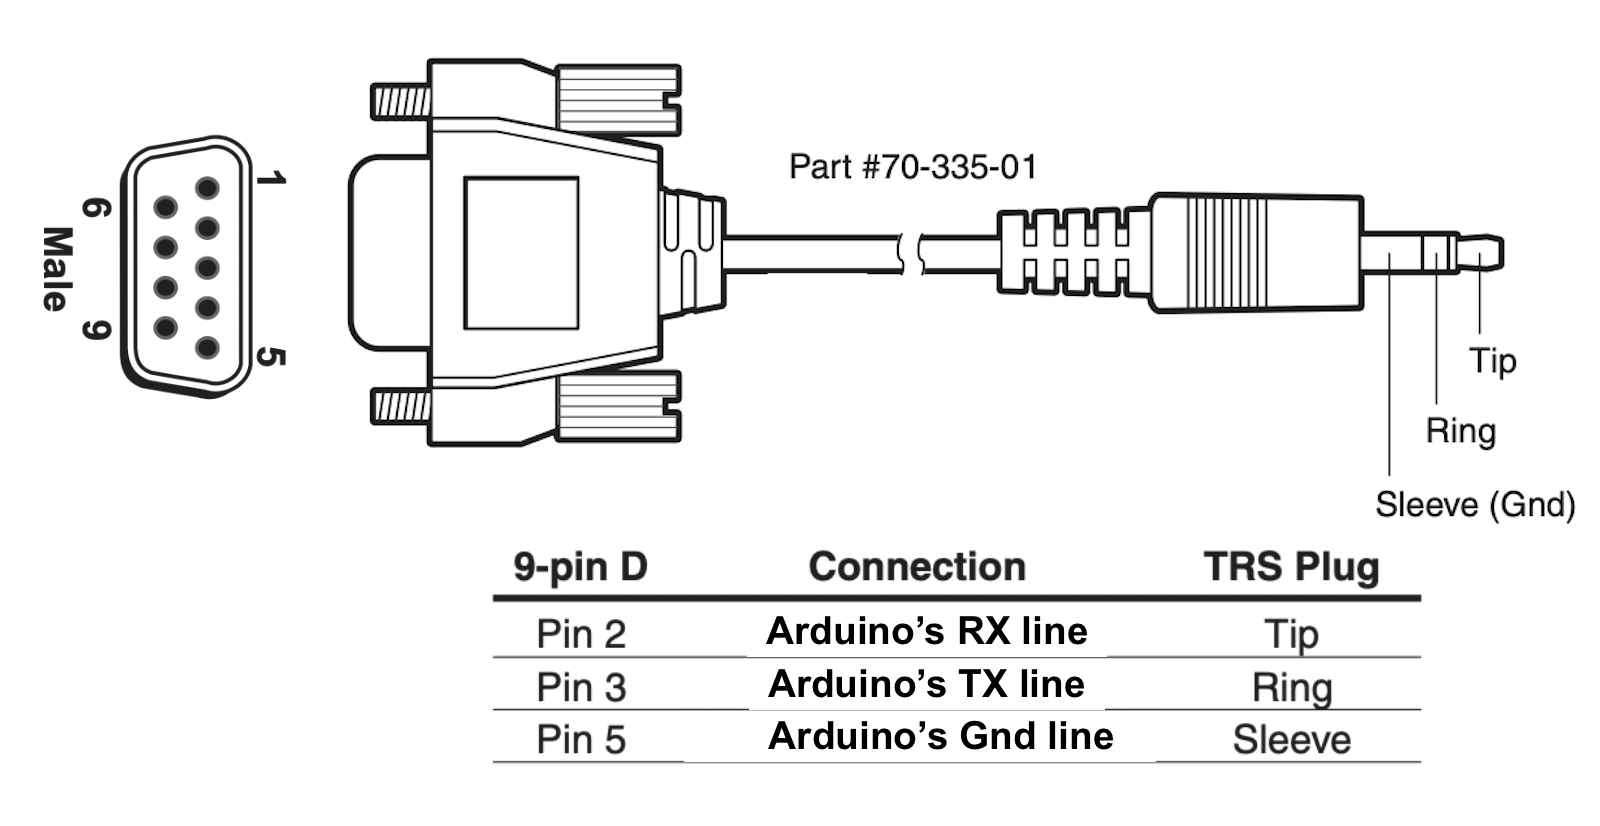 Part #70-335-01
1
6
Male
9
5
Tip
Ring
Sleeve (Gnd)
9-pin D Connection TRS Plug
Pin 2 Arduino’s RX line Tip
Pin 3 Arduino’s TX line Ring
Pin 5 Arduino’s Gnd line Sleeve